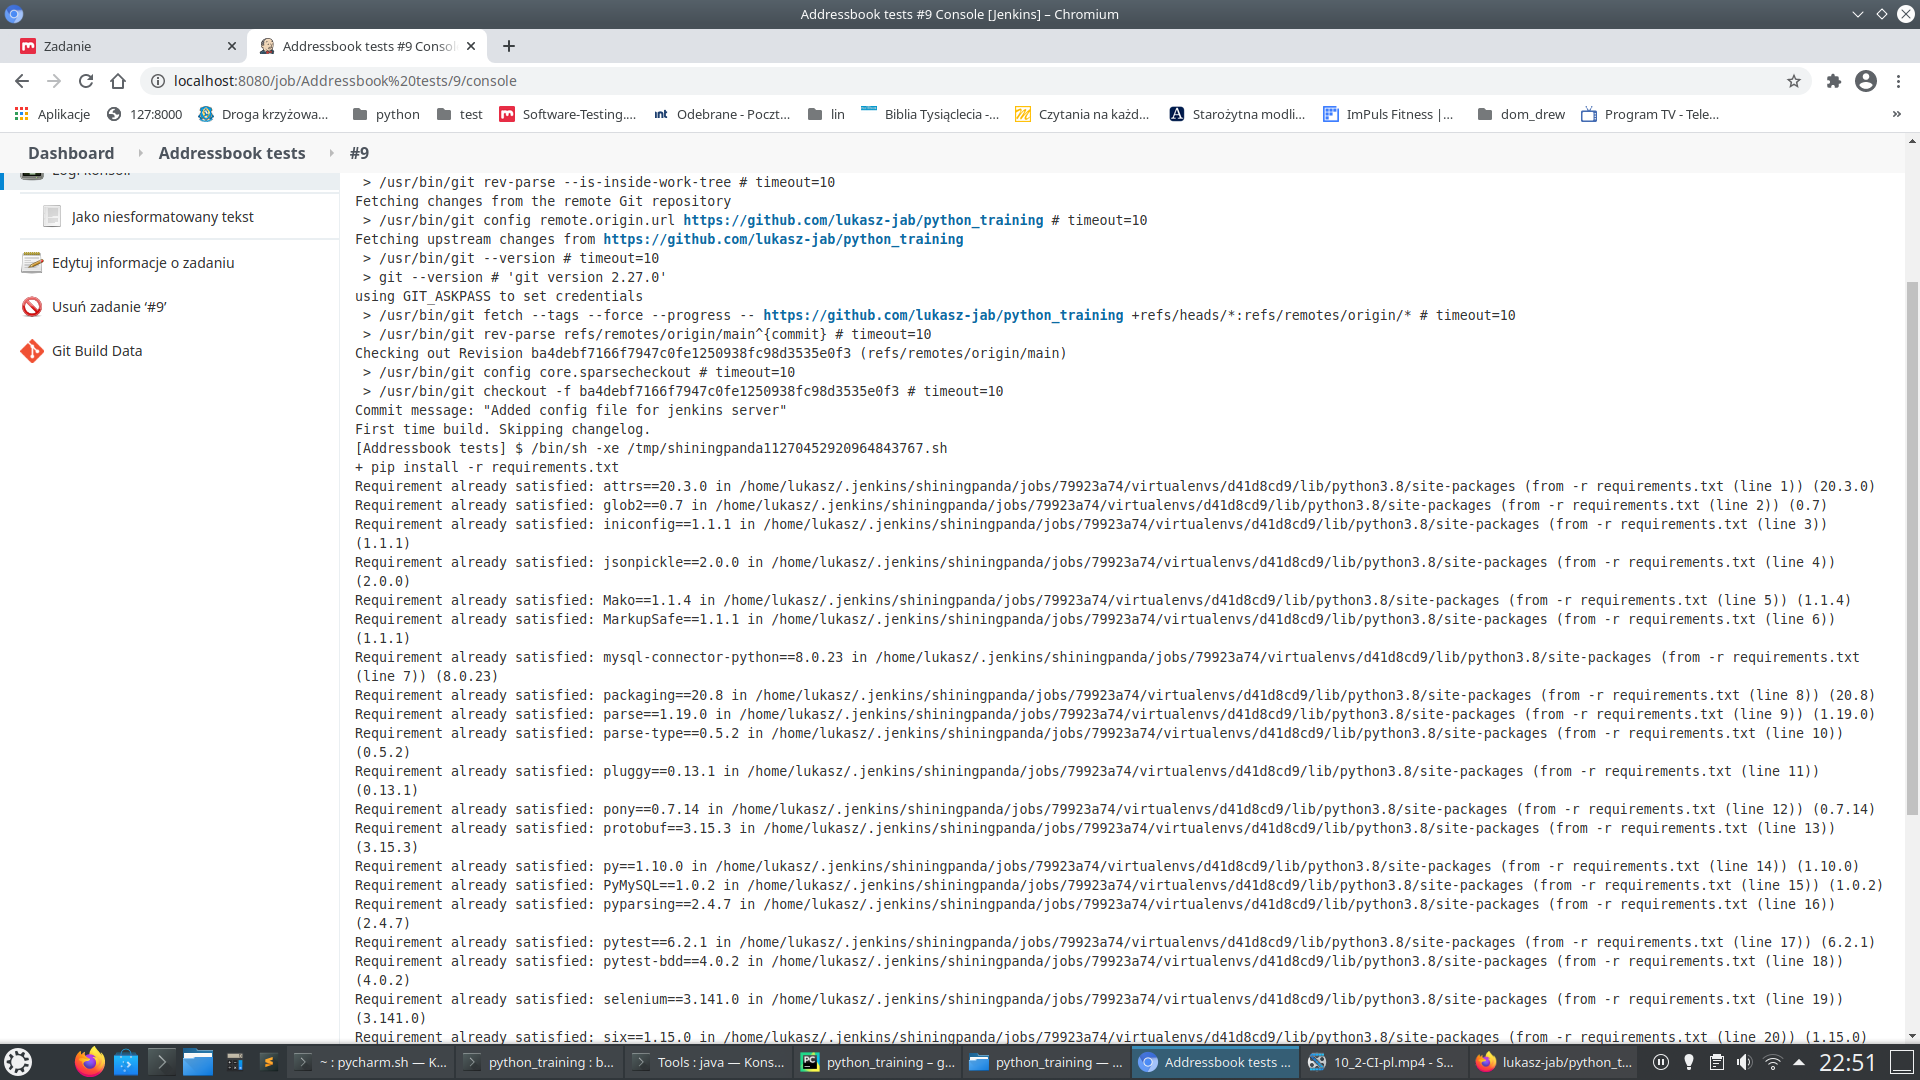 Addressbook tests #9 Console [Jenkins] – Chromium
Zadanie
Addressbook tests #9 Conso
localhost:8080/job/Addressbook%20tests/9/console
Aplikacje
127:8000
Droga krzyżowa...
python
test
Software-Testing....
Odebrane - Poczt...
lin
Biblia Tysiąclecia -...
Czytania na każd...
Starożytna modli...
ImPuls Fitness |...
dom_drew
Program TV - Tele...
»
Dashboard
Addressbook tests
#9
Logi konsoli
Jako niesformatowany tekst
Edytuj informacje o zadaniu
Usuń zadanie ‘#9’
Git Build Data
> /usr/bin/git rev-parse --is-inside-work-tree # timeout=10
Fetching changes from the remote Git repository
> /usr/bin/git config remote.origin.url https://github.com/lukasz-jab/python_training # timeout=10
Fetching upstream changes from https://github.com/lukasz-jab/python_training
> /usr/bin/git --version # timeout=10
> git --version # 'git version 2.27.0'
using GIT_ASKPASS to set credentials
> /usr/bin/git fetch --tags --force --progress -- https://github.com/lukasz-jab/python_training +refs/heads/*:refs/remotes/origin/* # timeout=10
> /usr/bin/git rev-parse refs/remotes/origin/main^{commit} # timeout=10
Checking out Revision ba4debf7166f7947c0fe1250938fc98d3535e0f3 (refs/remotes/origin/main)
> /usr/bin/git config core.sparsecheckout # timeout=10
> /usr/bin/git checkout -f ba4debf7166f7947c0fe1250938fc98d3535e0f3 # timeout=10
Commit message: "Added config file for jenkins server"
First time build. Skipping changelog.
[Addressbook tests] $ /bin/sh -xe /tmp/shiningpanda11270452920964843767.sh
+ pip install -r requirements.txt
Requirement already satisfied: attrs==20.3.0 in /home/lukasz/.jenkins/shiningpanda/jobs/79923a74/virtualenvs/d41d8cd9/lib/python3.8/site-packages (from -r requirements.txt (line 1)) (20.3.0)
Requirement already satisfied: glob2==0.7 in /home/lukasz/.jenkins/shiningpanda/jobs/79923a74/virtualenvs/d41d8cd9/lib/python3.8/site-packages (from -r requirements.txt (line 2)) (0.7)
Requirement already satisfied: iniconfig==1.1.1 in /home/lukasz/.jenkins/shiningpanda/jobs/79923a74/virtualenvs/d41d8cd9/lib/python3.8/site-packages (from -r requirements.txt (line 3))
(1.1.1)
Requirement already satisfied: jsonpickle==2.0.0 in /home/lukasz/.jenkins/shiningpanda/jobs/79923a74/virtualenvs/d41d8cd9/lib/python3.8/site-packages (from -r requirements.txt (line 4))
(2.0.0)
Requirement already satisfied: Mako==1.1.4 in /home/lukasz/.jenkins/shiningpanda/jobs/79923a74/virtualenvs/d41d8cd9/lib/python3.8/site-packages (from -r requirements.txt (line 5)) (1.1.4)
Requirement already satisfied: MarkupSafe==1.1.1 in /home/lukasz/.jenkins/shiningpanda/jobs/79923a74/virtualenvs/d41d8cd9/lib/python3.8/site-packages (from -r requirements.txt (line 6))
(1.1.1)
Requirement already satisfied: mysql-connector-python==8.0.23 in /home/lukasz/.jenkins/shiningpanda/jobs/79923a74/virtualenvs/d41d8cd9/lib/python3.8/site-packages (from -r requirements.txt
(line 7)) (8.0.23)
Requirement already satisfied: packaging==20.8 in /home/lukasz/.jenkins/shiningpanda/jobs/79923a74/virtualenvs/d41d8cd9/lib/python3.8/site-packages (from -r requirements.txt (line 8)) (20.8)
Requirement already satisfied: parse==1.19.0 in /home/lukasz/.jenkins/shiningpanda/jobs/79923a74/virtualenvs/d41d8cd9/lib/python3.8/site-packages (from -r requirements.txt (line 9)) (1.19.0)
Requirement already satisfied: parse-type==0.5.2 in /home/lukasz/.jenkins/shiningpanda/jobs/79923a74/virtualenvs/d41d8cd9/lib/python3.8/site-packages (from -r requirements.txt (line 10))
(0.5.2)
Requirement already satisfied: pluggy==0.13.1 in /home/lukasz/.jenkins/shiningpanda/jobs/79923a74/virtualenvs/d41d8cd9/lib/python3.8/site-packages (from -r requirements.txt (line 11))
(0.13.1)
Requirement already satisfied: pony==0.7.14 in /home/lukasz/.jenkins/shiningpanda/jobs/79923a74/virtualenvs/d41d8cd9/lib/python3.8/site-packages (from -r requirements.txt (line 12)) (0.7.14)
Requirement already satisfied: protobuf==3.15.3 in /home/lukasz/.jenkins/shiningpanda/jobs/79923a74/virtualenvs/d41d8cd9/lib/python3.8/site-packages (from -r requirements.txt (line 13))
(3.15.3)
Requirement already satisfied: py==1.10.0 in /home/lukasz/.jenkins/shiningpanda/jobs/79923a74/virtualenvs/d41d8cd9/lib/python3.8/site-packages (from -r requirements.txt (line 14)) (1.10.0)
Requirement already satisfied: PyMySQL==1.0.2 in /home/lukasz/.jenkins/shiningpanda/jobs/79923a74/virtualenvs/d41d8cd9/lib/python3.8/site-packages (from -r requirements.txt (line 15)) (1.0.2)
Requirement already satisfied: pyparsing==2.4.7 in /home/lukasz/.jenkins/shiningpanda/jobs/79923a74/virtualenvs/d41d8cd9/lib/python3.8/site-packages (from -r requirements.txt (line 16))
(2.4.7)
Requirement already satisfied: pytest==6.2.1 in /home/lukasz/.jenkins/shiningpanda/jobs/79923a74/virtualenvs/d41d8cd9/lib/python3.8/site-packages (from -r requirements.txt (line 17)) (6.2.1)
Requirement already satisfied: pytest-bdd==4.0.2 in /home/lukasz/.jenkins/shiningpanda/jobs/79923a74/virtualenvs/d41d8cd9/lib/python3.8/site-packages (from -r requirements.txt (line 18))
(4.0.2)
Requirement already satisfied: selenium==3.141.0 in /home/lukasz/.jenkins/shiningpanda/jobs/79923a74/virtualenvs/d41d8cd9/lib/python3.8/site-packages (from -r requirements.txt (line 19))
(3.141.0)
Requirement already satisfied: six==1.15.0 in /home/lukasz/.jenkins/shiningpanda/jobs/79923a74/virtualenvs/d41d8cd9/lib/python3.8/site-packages (from -r requirements.txt (line 20)) (1.15.0)
~ : pycharm.sh — K...
python_training : b...
Tools : java — Kons...
python_training – g...
python_training — ...
Addressbook tests ...
10_2-CI-pl.mp4 - S...
lukasz-jab/python_t...
22:51